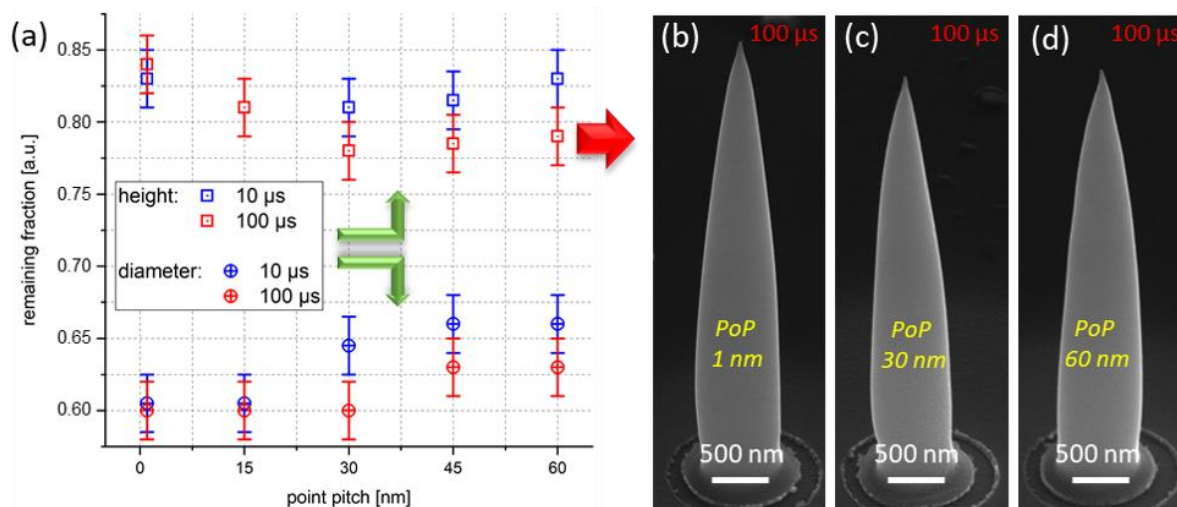 (a)
0.85
0.80
0.75
0.70
0.65
0.60
remaining fraction [a.u.]
height:
10 µs
100 µs
diameter:
10 µs
100 µs
0
15
30
45
60
point pitch [nm]
(b)
100 µs
PoP
1 nm
500 nm
(c)
100 µs
PoP
30 nm
500 nm
(d)
100 µs
PoP
60 nm
500 nm